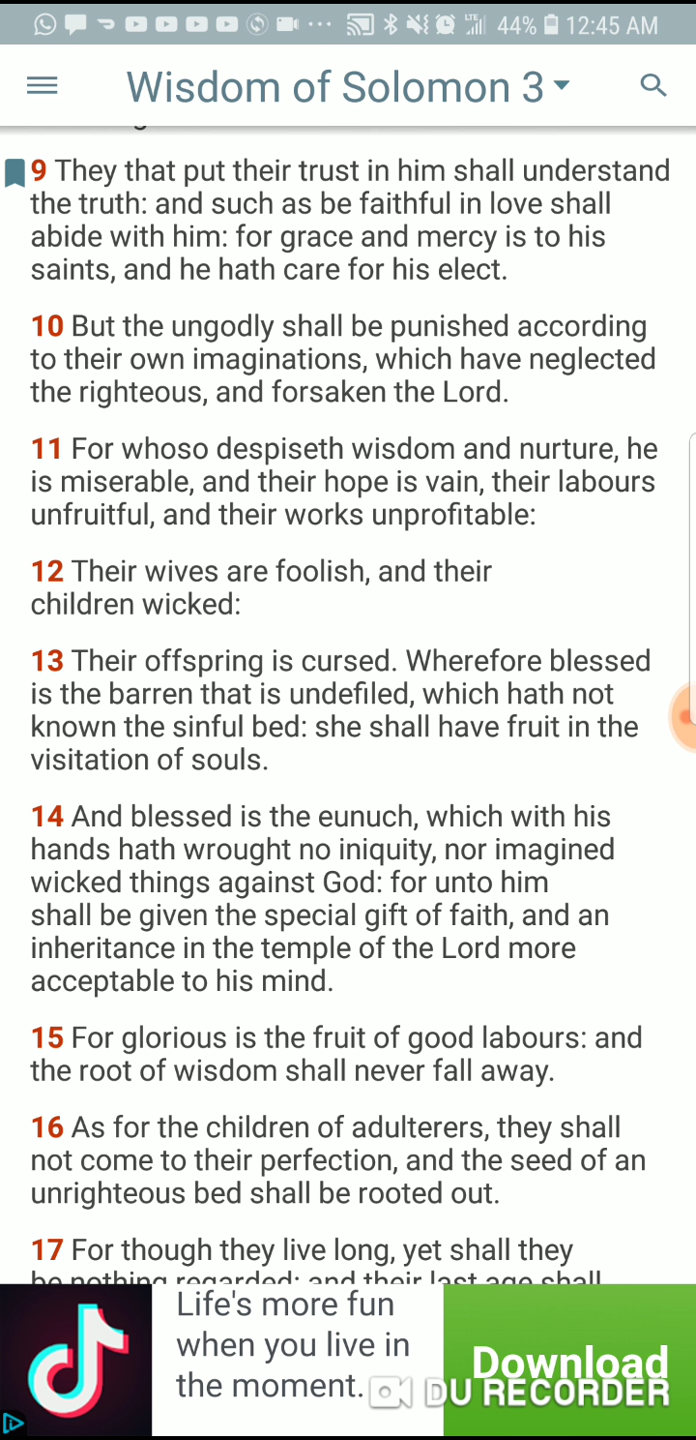 LTE 44% 12:45 AM
Wisdom of Solomon 3
9 They that put their trust in him shall understand
the truth: and such as be faithful in love shall
abide with him: for grace and mercy is to his
saints, and he hath care for his elect.
10 But the ungodly shall be punished according
to their own imaginations, which have neglected
the righteous, and forsaken the Lord.
11 For whoso despiseth wisdom and nurture, he
is miserable, and their hope is vain, their labours
unfruitful, and their works unprofitable:
12 Their wives are foolish, and their
children wicked:
13 Their offspring is cursed. Wherefore blessed
is the barren that is undefiled, which hath not
known the sinful bed: she shall have fruit in the
visitation of souls.
14 And blessed is the eunuch, which with his
hands hath wrought no iniquity, nor imagined
wicked things against God: for unto him
shall be given the special gift of faith, and an
inheritance in the temple of the Lord more
acceptable to his mind.
15 For glorious is the fruit of good labours: and
the root of wisdom shall never fall away.
16 As for the children of adulterers, they shall
not come to their perfection, and the seed of an
unrighteous bed shall be rooted out.
17 For though they live long, yet shall they
be nothing regarded: and their last age shall
Life's more fun
when you live in
the moment.
Download
DU RECORDER